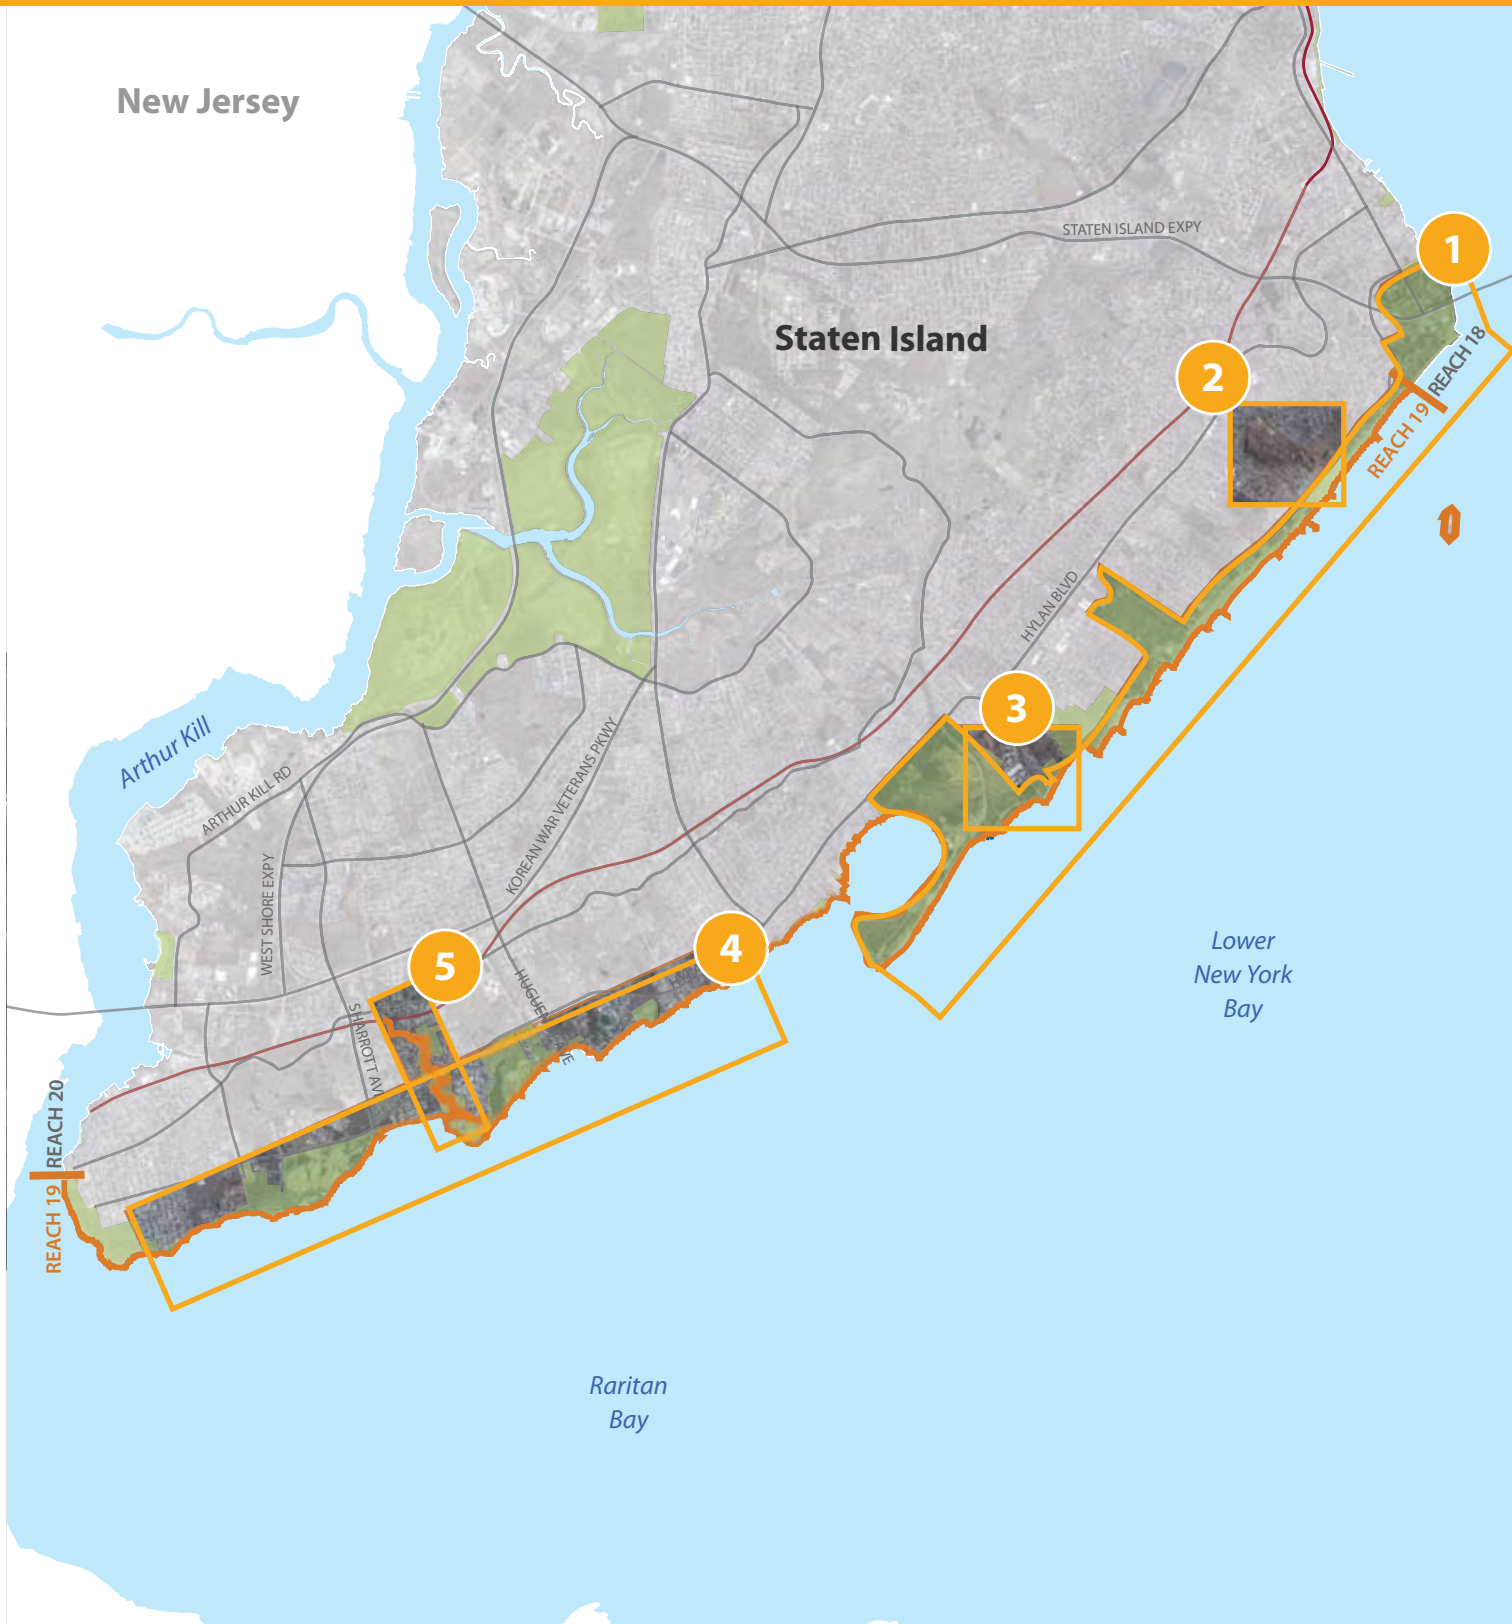 New Jersey
STATEN ISLAND EXPY
1
Staten Island
REACH 18
2
REACH 19
HYLAN BLVD
3
Arthur Kill
KOREAN WAR VETERANS PKWY
ARTHUR KILL RD
WEST SHORE EXPY
4
5
Lower
New York
Bay
SHARROTT AVE
REACH 20
REACH 19
Raritan
Bay